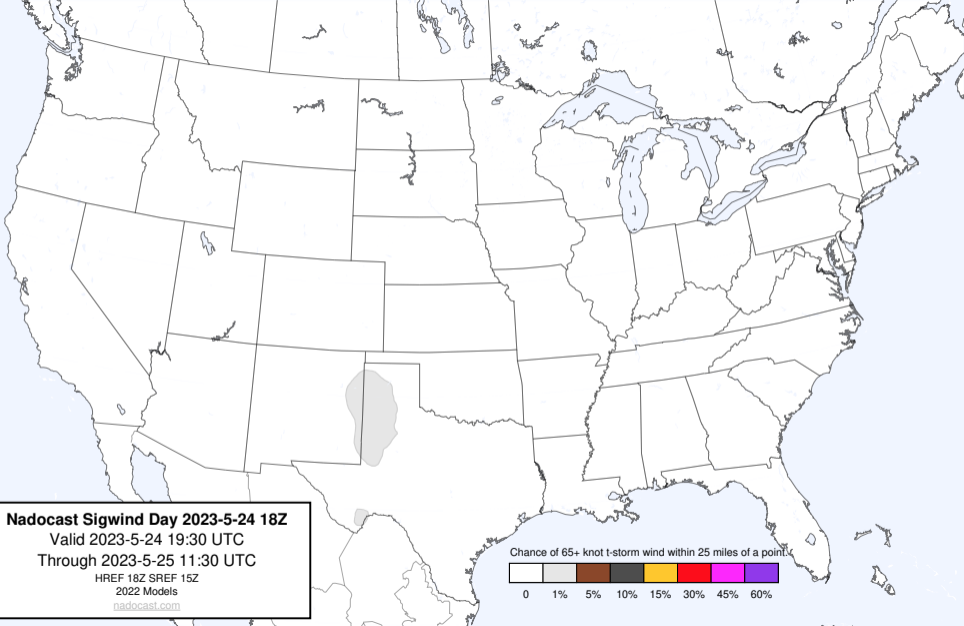 Nadocast Sigwind Day 2023-5-24 18Z
Valid 2023-5-24 19:30 UTC
Through 2023-5-25 11:30 UTC
HREF 18Z SREF 15Z
2022 Models
nadocast.com
Chance of 65+ knot t-storm wind within 25 miles of a point.
0 1% 5% 10% 15% 30% 45% 60%